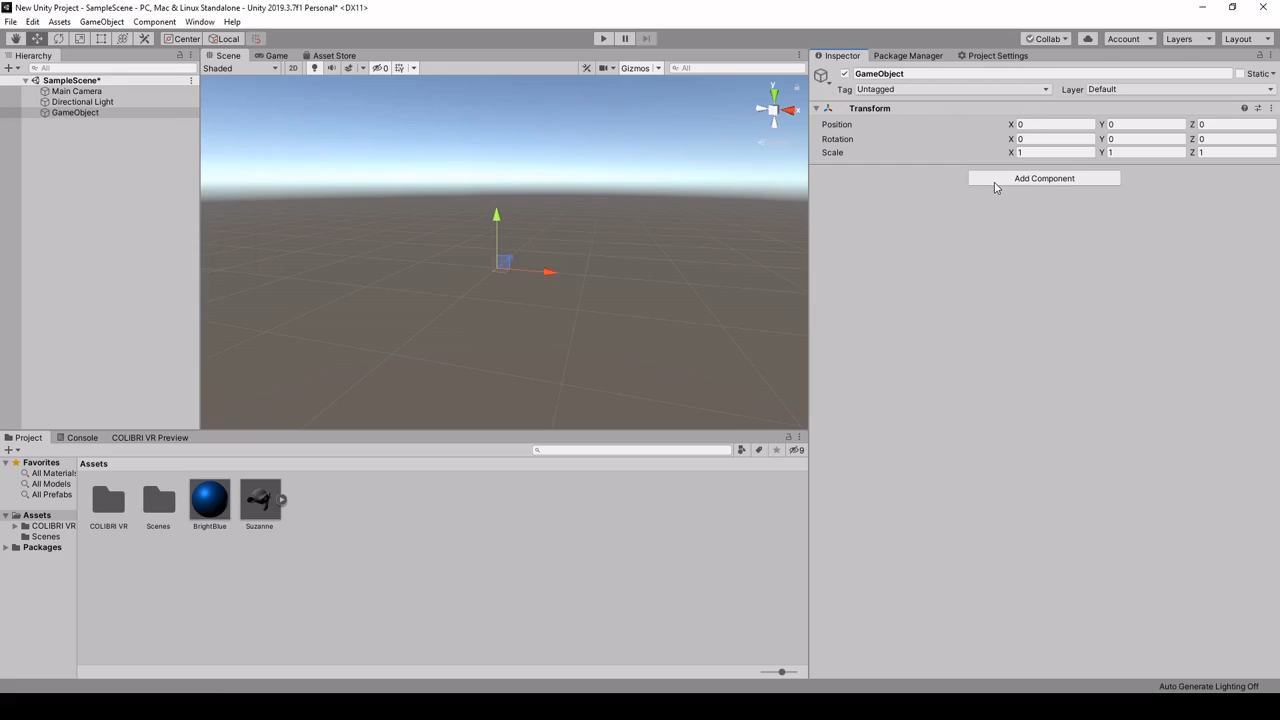 New Unity Project - SampleScene - PC, Mac & Linux Standalone - Unity 2019.3.7f1 Personal* <DX11>
File Edit Assets GameObject Component Window Help
Center Local Collab Account Layers Layout
Hierarchy Scene Game Asset Store Inspector Package Manager Project Settings
All Shaded 2D 0 Gizmos All GameObject Static
SampleScene*
Main Camera
Directional Light
GameObject
Tag Untagged Layer Default
Transform
Position X 0 Y 0 Z 0
Rotation X 0 Y 0 Z 0
Scale X 1 Y 1 Z 1
Add Component
y
x
Project Console COLIBRI VR Preview
9
Favorites
All Materials
All Models
All Prefabs
Assets
COLIBRI VR
Scenes
Packages
Assets
COLIBRI VR Scenes BrightBlue Suzanne
Auto Generate Lighting Off